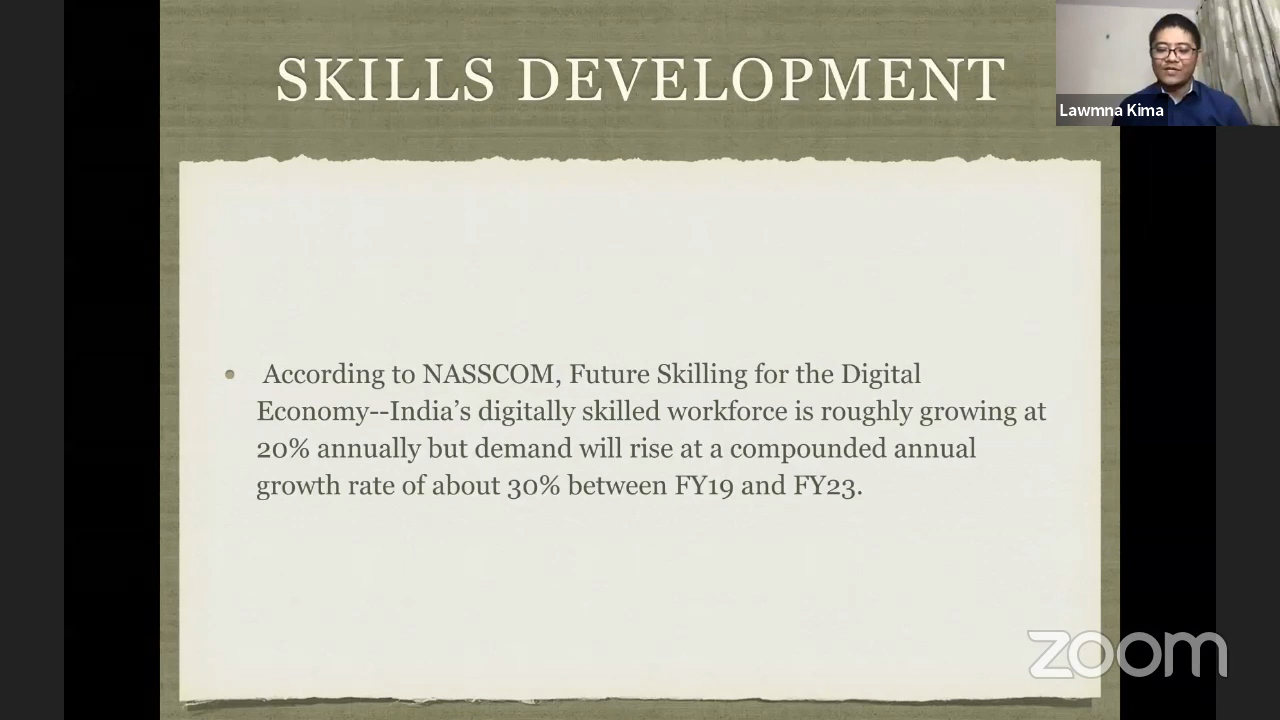 SKILLS DEVELOPMENT
Lawmna Kima
• According to NASSCOM, Future Skilling for the Digital
Economy--India’s digitally skilled workforce is roughly growing at
20% annually but demand will rise at a compounded annual
growth rate of about 30% between FY19 and FY23.
zoom